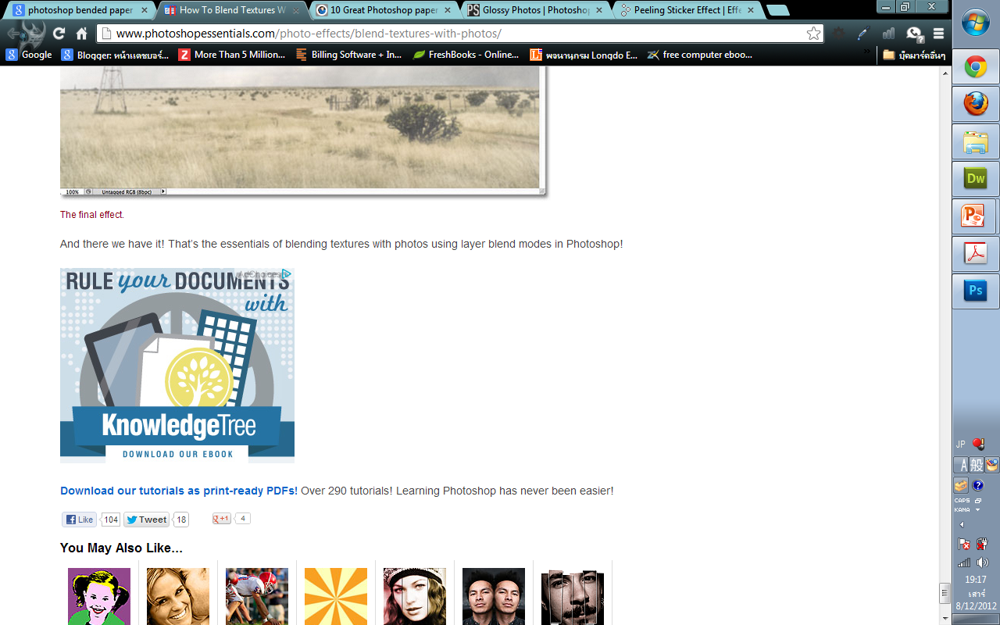 photoshop bended paper
How To Blend Textures W
10 Great Photoshop paper
Glossy Photos | Photoshop
Peeling Sticker Effect | Effe
www.photoshopessentials.com/photo-effects/blend-textures-with-photos/
Google
Blogger: หน้าแดชบอร์...
More Than 5 Million...
Billing Software + In...
FreshBooks - Online...
พจนานุกรม Longdo E...
free computer eboo...
บุ๊คมาร์คอื่นๆ
100%
Untagged RGB (8bpc)
The final effect.
And there we have it! That's the essentials of blending textures with photos using layer blend modes in Photoshop!
AdChoices
RULE your DOCUMENTS
with
KnowledgeTree
DOWNLOAD OUR EBOOK
Download our tutorials as print-ready PDFs! Over 290 tutorials! Learning Photoshop has never been easier!
Like 104 Tweet 18 +1 4
You May Also Like...
Dw
P
Ps
JP
A 般
CAPS
KANA
19:17
เสาร์
8/12/2012